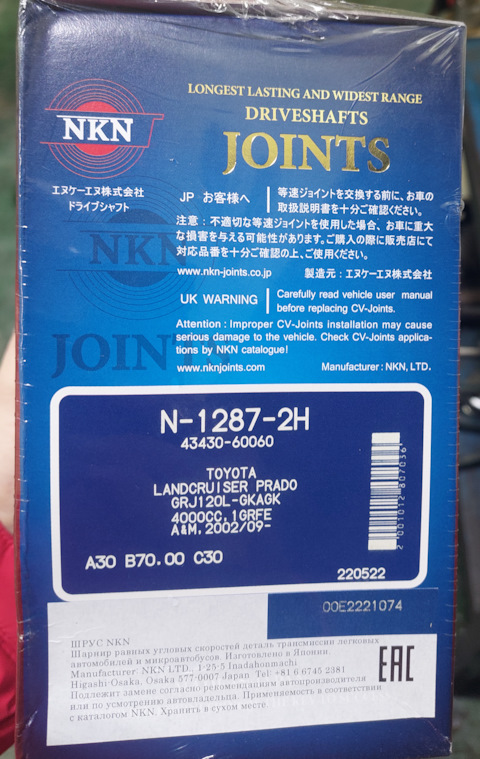 LONGEST LASTING AND WIDEST RANGE
DRIVESHAFTS
JOINTS
NKN
エヌケーエヌ株式会社
ドライブシャフト
JP お客様へ
等速ジョイントを交換する前に、お車の
取扱説明書を十分ご確認ください。
注意：不適切な等速ジョイントを使用した場合、お車に重大
な損害を与える可能性があります。ご購入の際に販売店にて
対応品番を十分ご確認の上、ご使用ください。
www.nkn-joints.co.jp 製造元：エヌケーエヌ株式会社
NKN
JOINTS
UK WARNING
Carefully read vehicle user manual
before replacing CV-Joints.
Attention : Improper CV-Joints installation may cause
serious damage to the vehicle. Check CV-Joints applica-
tions by NKN catalogue!
www.nknjoints.com Manufacturer : NKN, LTD.
N-1287-2H
43430-60060
TOYOTA
LANDCRUISER PRADO
GRJ120L-GKAGK
4000CC, 1GRFE
A&M, 2002/09-
A30 B70.00 C30
2 001012 807036
220522
00E2221074
ШРУС NKN
Шарнир равных угловых скоростей деталь трансмиссии легковых
автомобилей и микроавтобусов. Изготовлено в Японии.
Manufacturer: NKN LTD., 1-25-5 Inadahonmachi
Higashi-Osaka, Osaka 577-0007 Japan Tel: +81 6 6745 2381
Подлежит замене согласно рекомендациям автопроизводителя
или по усмотрению автовладельца. Применяемость в соответствии
с каталогом NKN. Хранить в сухом месте.
EAC